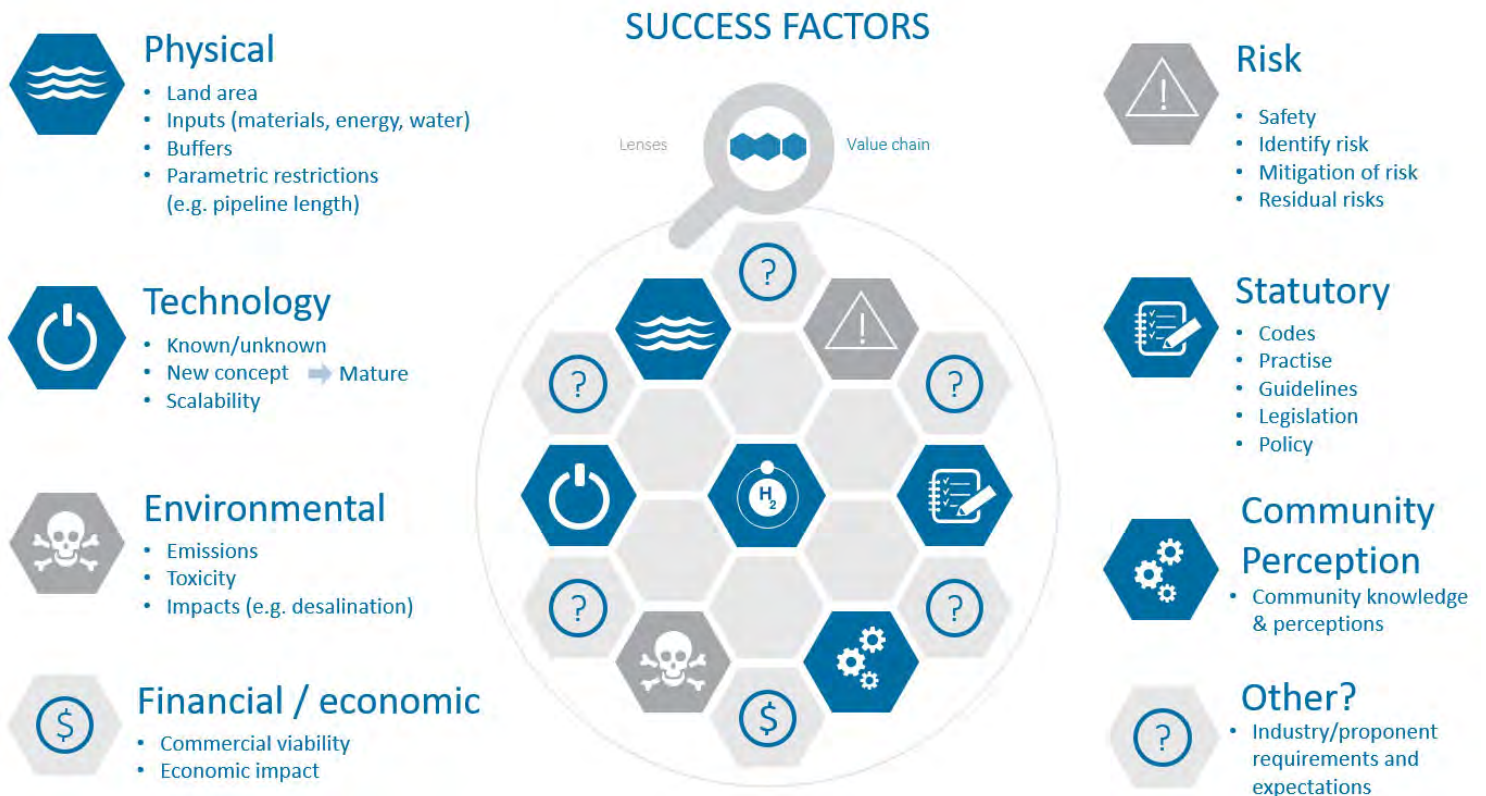 SUCCESS FACTORS
Physical
• Land area
• Inputs (materials, energy, water)
• Buffers
• Parametric restrictions
(e.g. pipeline length)
Technology
• Known/unknown
• New concept ➡ Mature
• Scalability
Environmental
• Emissions
• Toxicity
• Impacts (e.g. desalination)
Financial / economic
$
• Commercial viability
• Economic impact
Lenses
Value chain
?
!
?
?
H₂
?
?
$
Risk
!
• Safety
• Identify risk
• Mitigation of risk
• Residual risks
Statutory
• Codes
• Practise
• Guidelines
• Legislation
• Policy
Community
Perception
• Community knowledge
& perceptions
Other?
?
• Industry/proponent
requirements and
expectations